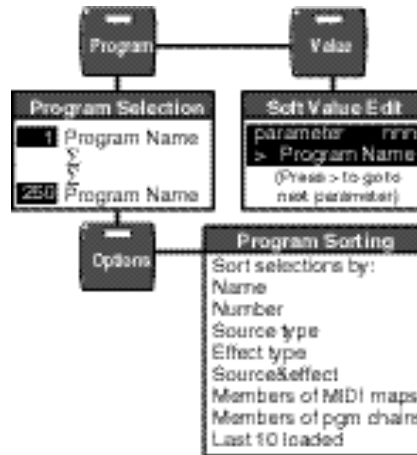 Program
Value
Program Selection
1 Program Name
Σ
Σ
250 Program Name
Soft Value Edit
parameter nnn
> Program Name
(Press > to go to
next parameter)
Options
Program Sorting
Sort selections by:
Name
Number
Source type
Effect type
Source&effect
Members of MIDI maps
Members of pgm chains
Last 10 loaded